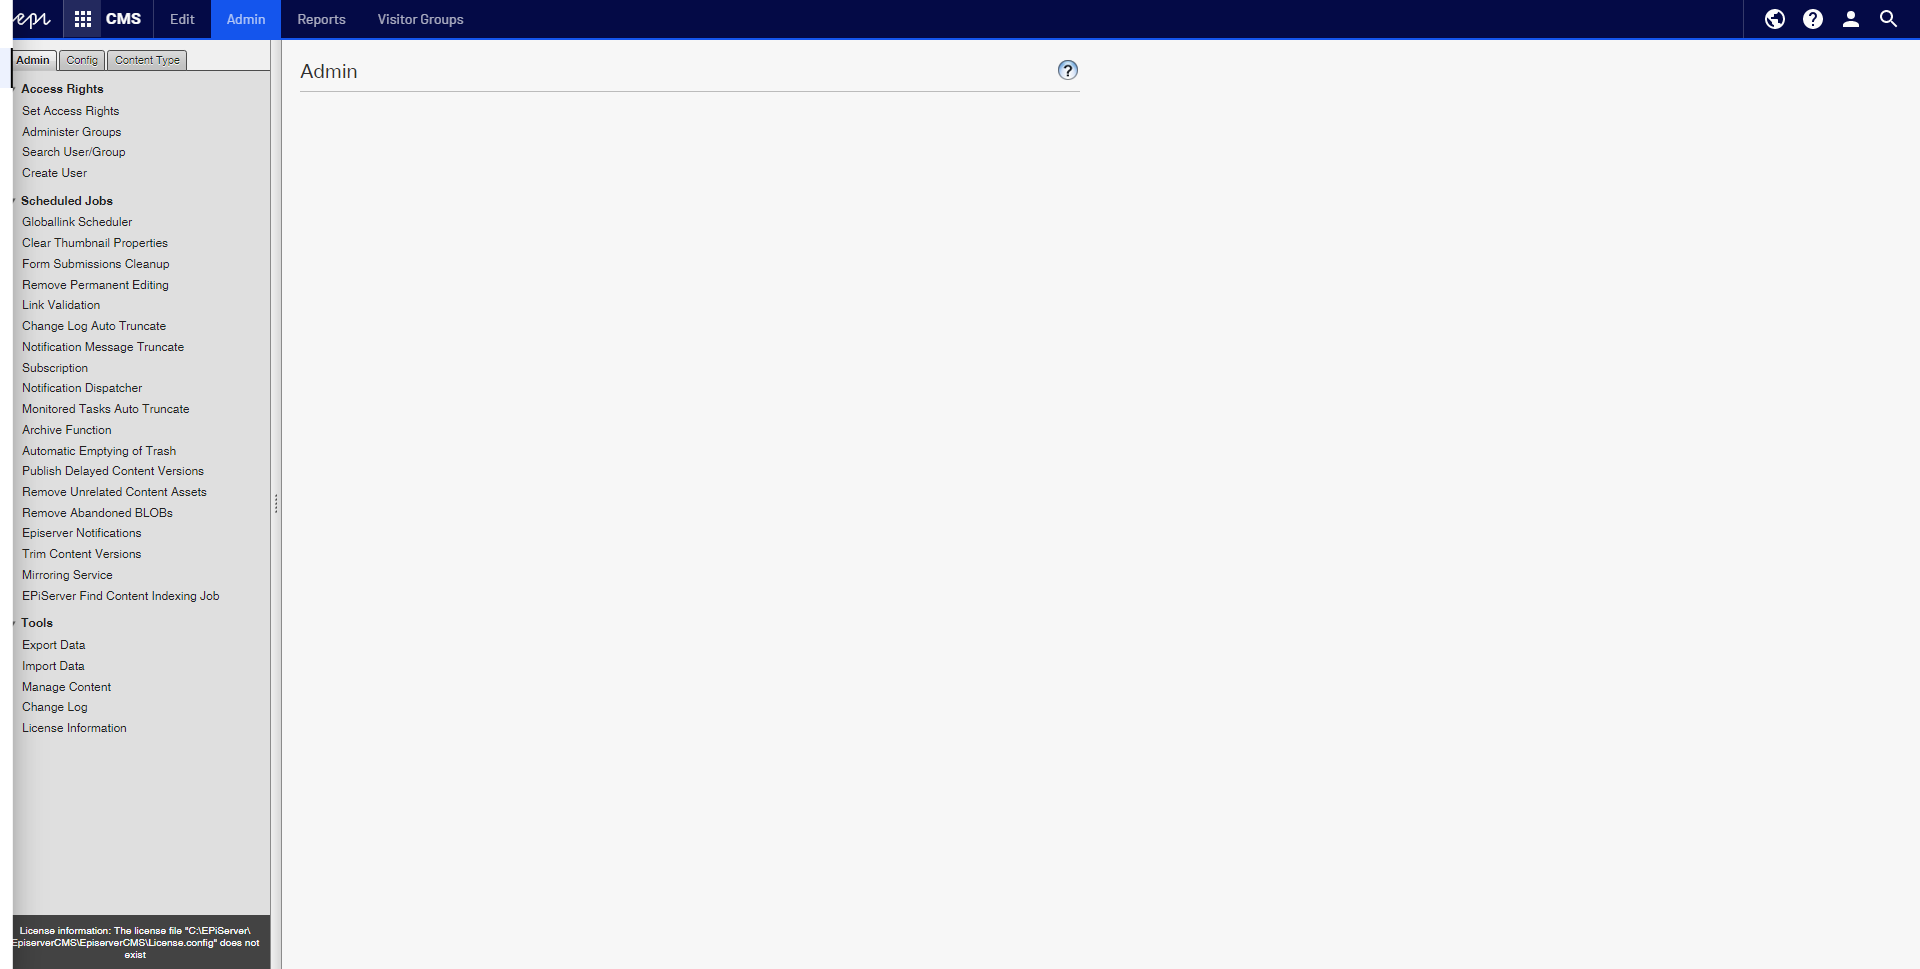 epi CMS Edit Admin Reports Visitor Groups
Admin Config Content Type
Admin
?
Access Rights
Set Access Rights
Administer Groups
Search User/Group
Create User
Scheduled Jobs
Globallink Scheduler
Clear Thumbnail Properties
Form Submissions Cleanup
Remove Permanent Editing
Link Validation
Change Log Auto Truncate
Notification Message Truncate
Subscription
Notification Dispatcher
Monitored Tasks Auto Truncate
Archive Function
Automatic Emptying of Trash
Publish Delayed Content Versions
Remove Unrelated Content Assets
Remove Abandoned BLOBs
Episerver Notifications
Trim Content Versions
Mirroring Service
EPiServer Find Content Indexing Job
Tools
Export Data
Import Data
Manage Content
Change Log
License Information
License information: The license file "C:\EPiServer\
EpiserverCMS\EpiserverCMS\License.config" does not
exist